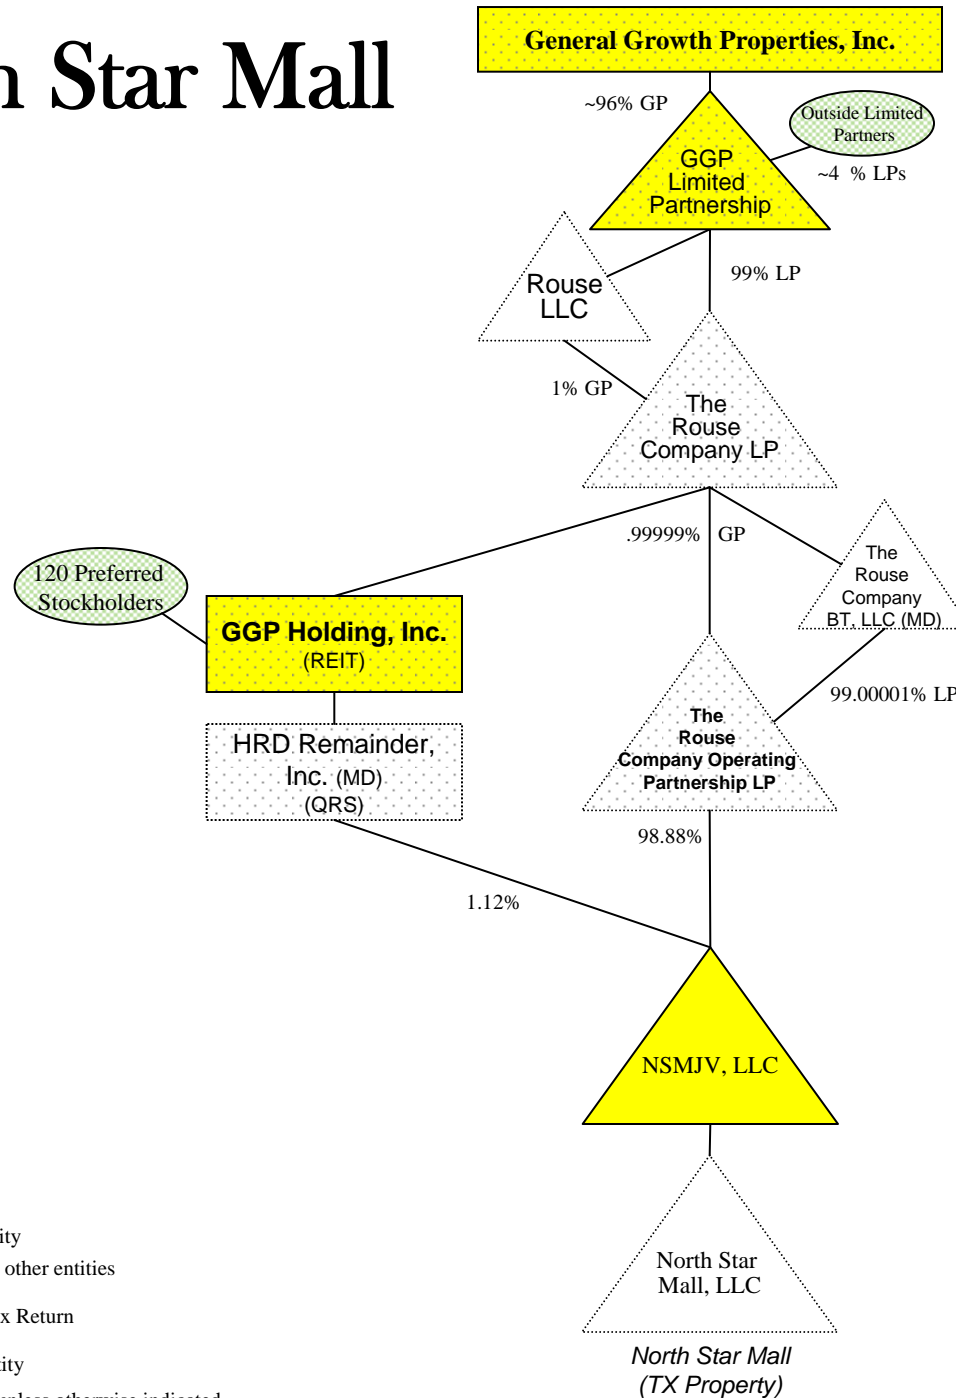 General Growth Properties, Inc.
Star Mall
~96% GP
Outside Limited
Partners
GGP
Limited
Partnership
~4 % LPs
99% LP
Rouse
LLC
1% GP
The
Rouse
Company LP
.99999% GP
120 Preferred
Stockholders
The
Rouse
Company
BT, LLC (MD)
GGP Holding, Inc.
(REIT)
99.00001% LP
The
Rouse
Company Operating
Partnership LP
HRD Remainder,
Inc. (MD)
(QRS)
98.88%
1.12%
NSMJV, LLC
North Star
Mall, LLC
North Star Mall
(TX Property)
other entities
Return
unless otherwise indicated